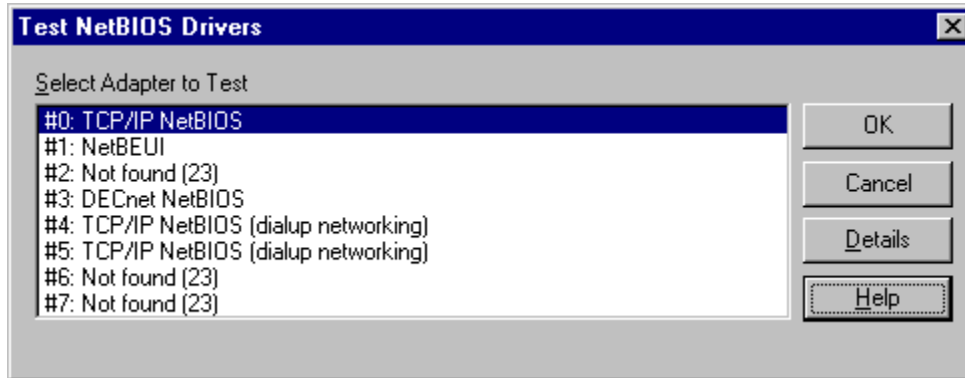 Test NetBIOS Drivers
Select Adapter to Test
#0: TCP/IP NetBIOS
#1: NetBEUI
#2: Not found (23)
#3: DECnet NetBIOS
#4: TCP/IP NetBIOS (dialup networking)
#5: TCP/IP NetBIOS (dialup networking)
#6: Not found (23)
#7: Not found (23)
OK
Cancel
Details
Help